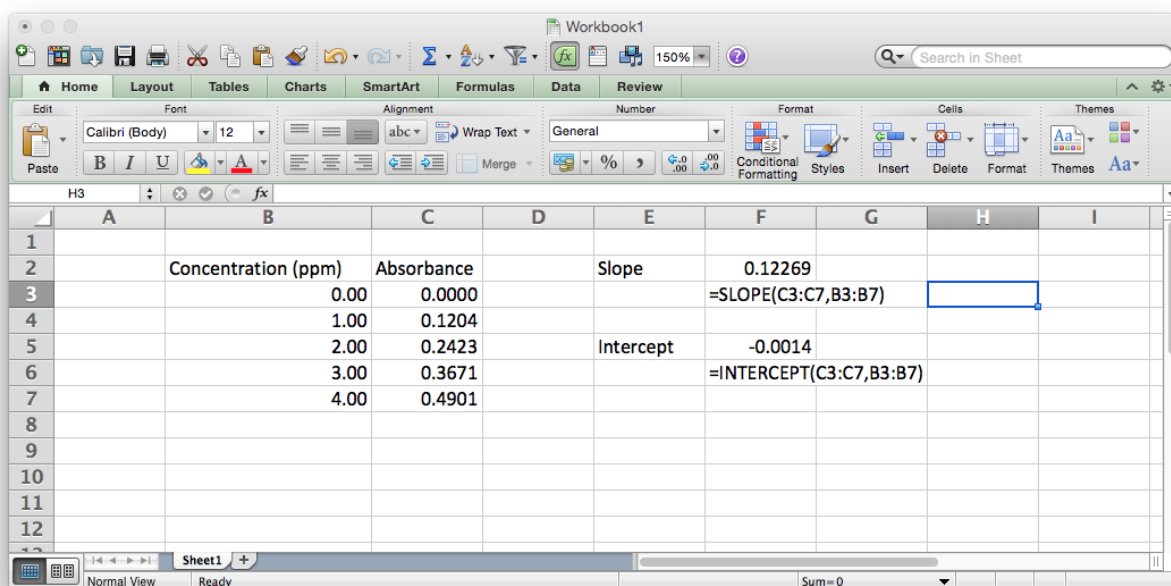 Workbook1
150%
Search in Sheet
Home Layout Tables Charts SmartArt Formulas Data Review
Edit Font Alignment Number Format Cells Themes
Calibri (Body) 12 abc Wrap Text General
Paste B I U A Merge % , Conditional Formatting Styles Insert Delete Format Themes Aa
H3 fx
A B C D E F G H I
1
2 Concentration (ppm) Absorbance Slope 0.12269
3 0.00 0.0000 =SLOPE(C3:C7,B3:B7)
4 1.00 0.1204
5 2.00 0.2423 Intercept -0.0014
6 3.00 0.3671 =INTERCEPT(C3:C7,B3:B7)
7 4.00 0.4901
8
9
10
11
12
Sheet1 +
Normal View Ready Sum=0